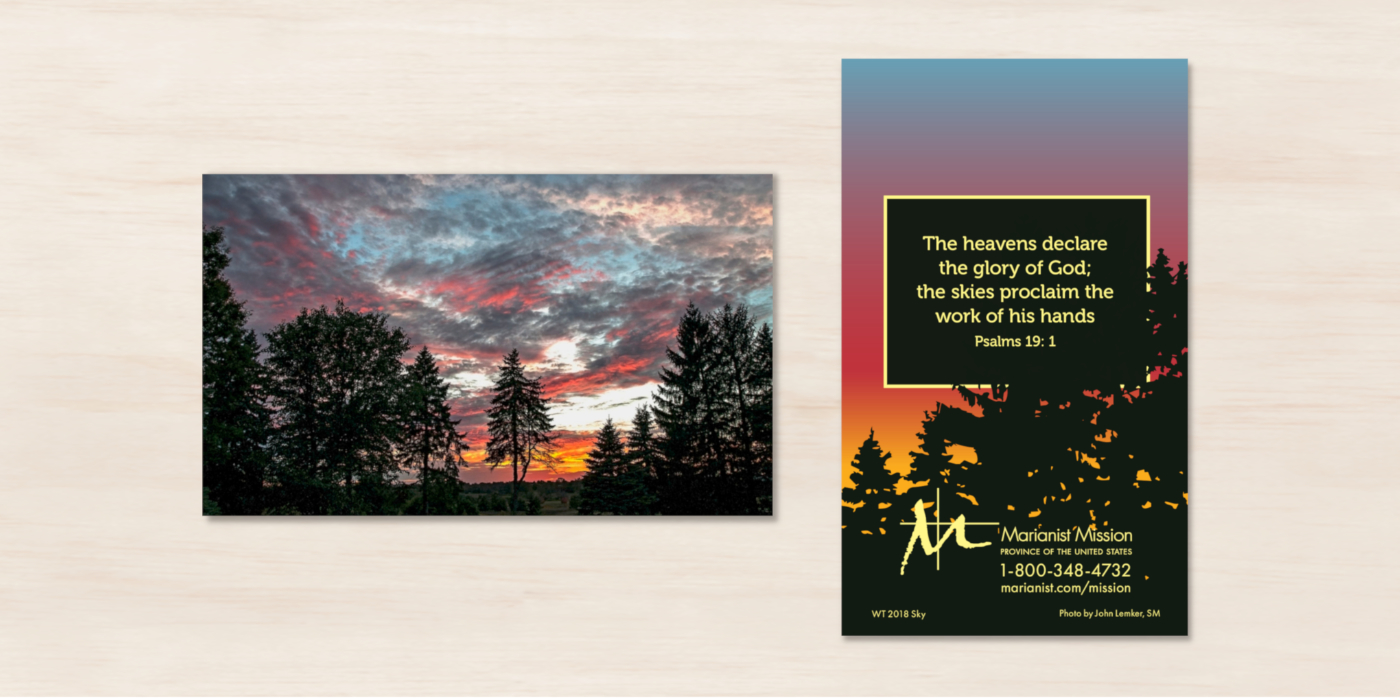 The heavens declare
the glory of God;
the skies proclaim the
work of his hands
Psalms 19: 1
Marianist Mission
PROVINCE OF THE UNITED STATES
1-800-348-4732
marianist.com/mission
WT 2018 Sky
Photo by John Lemker, SM